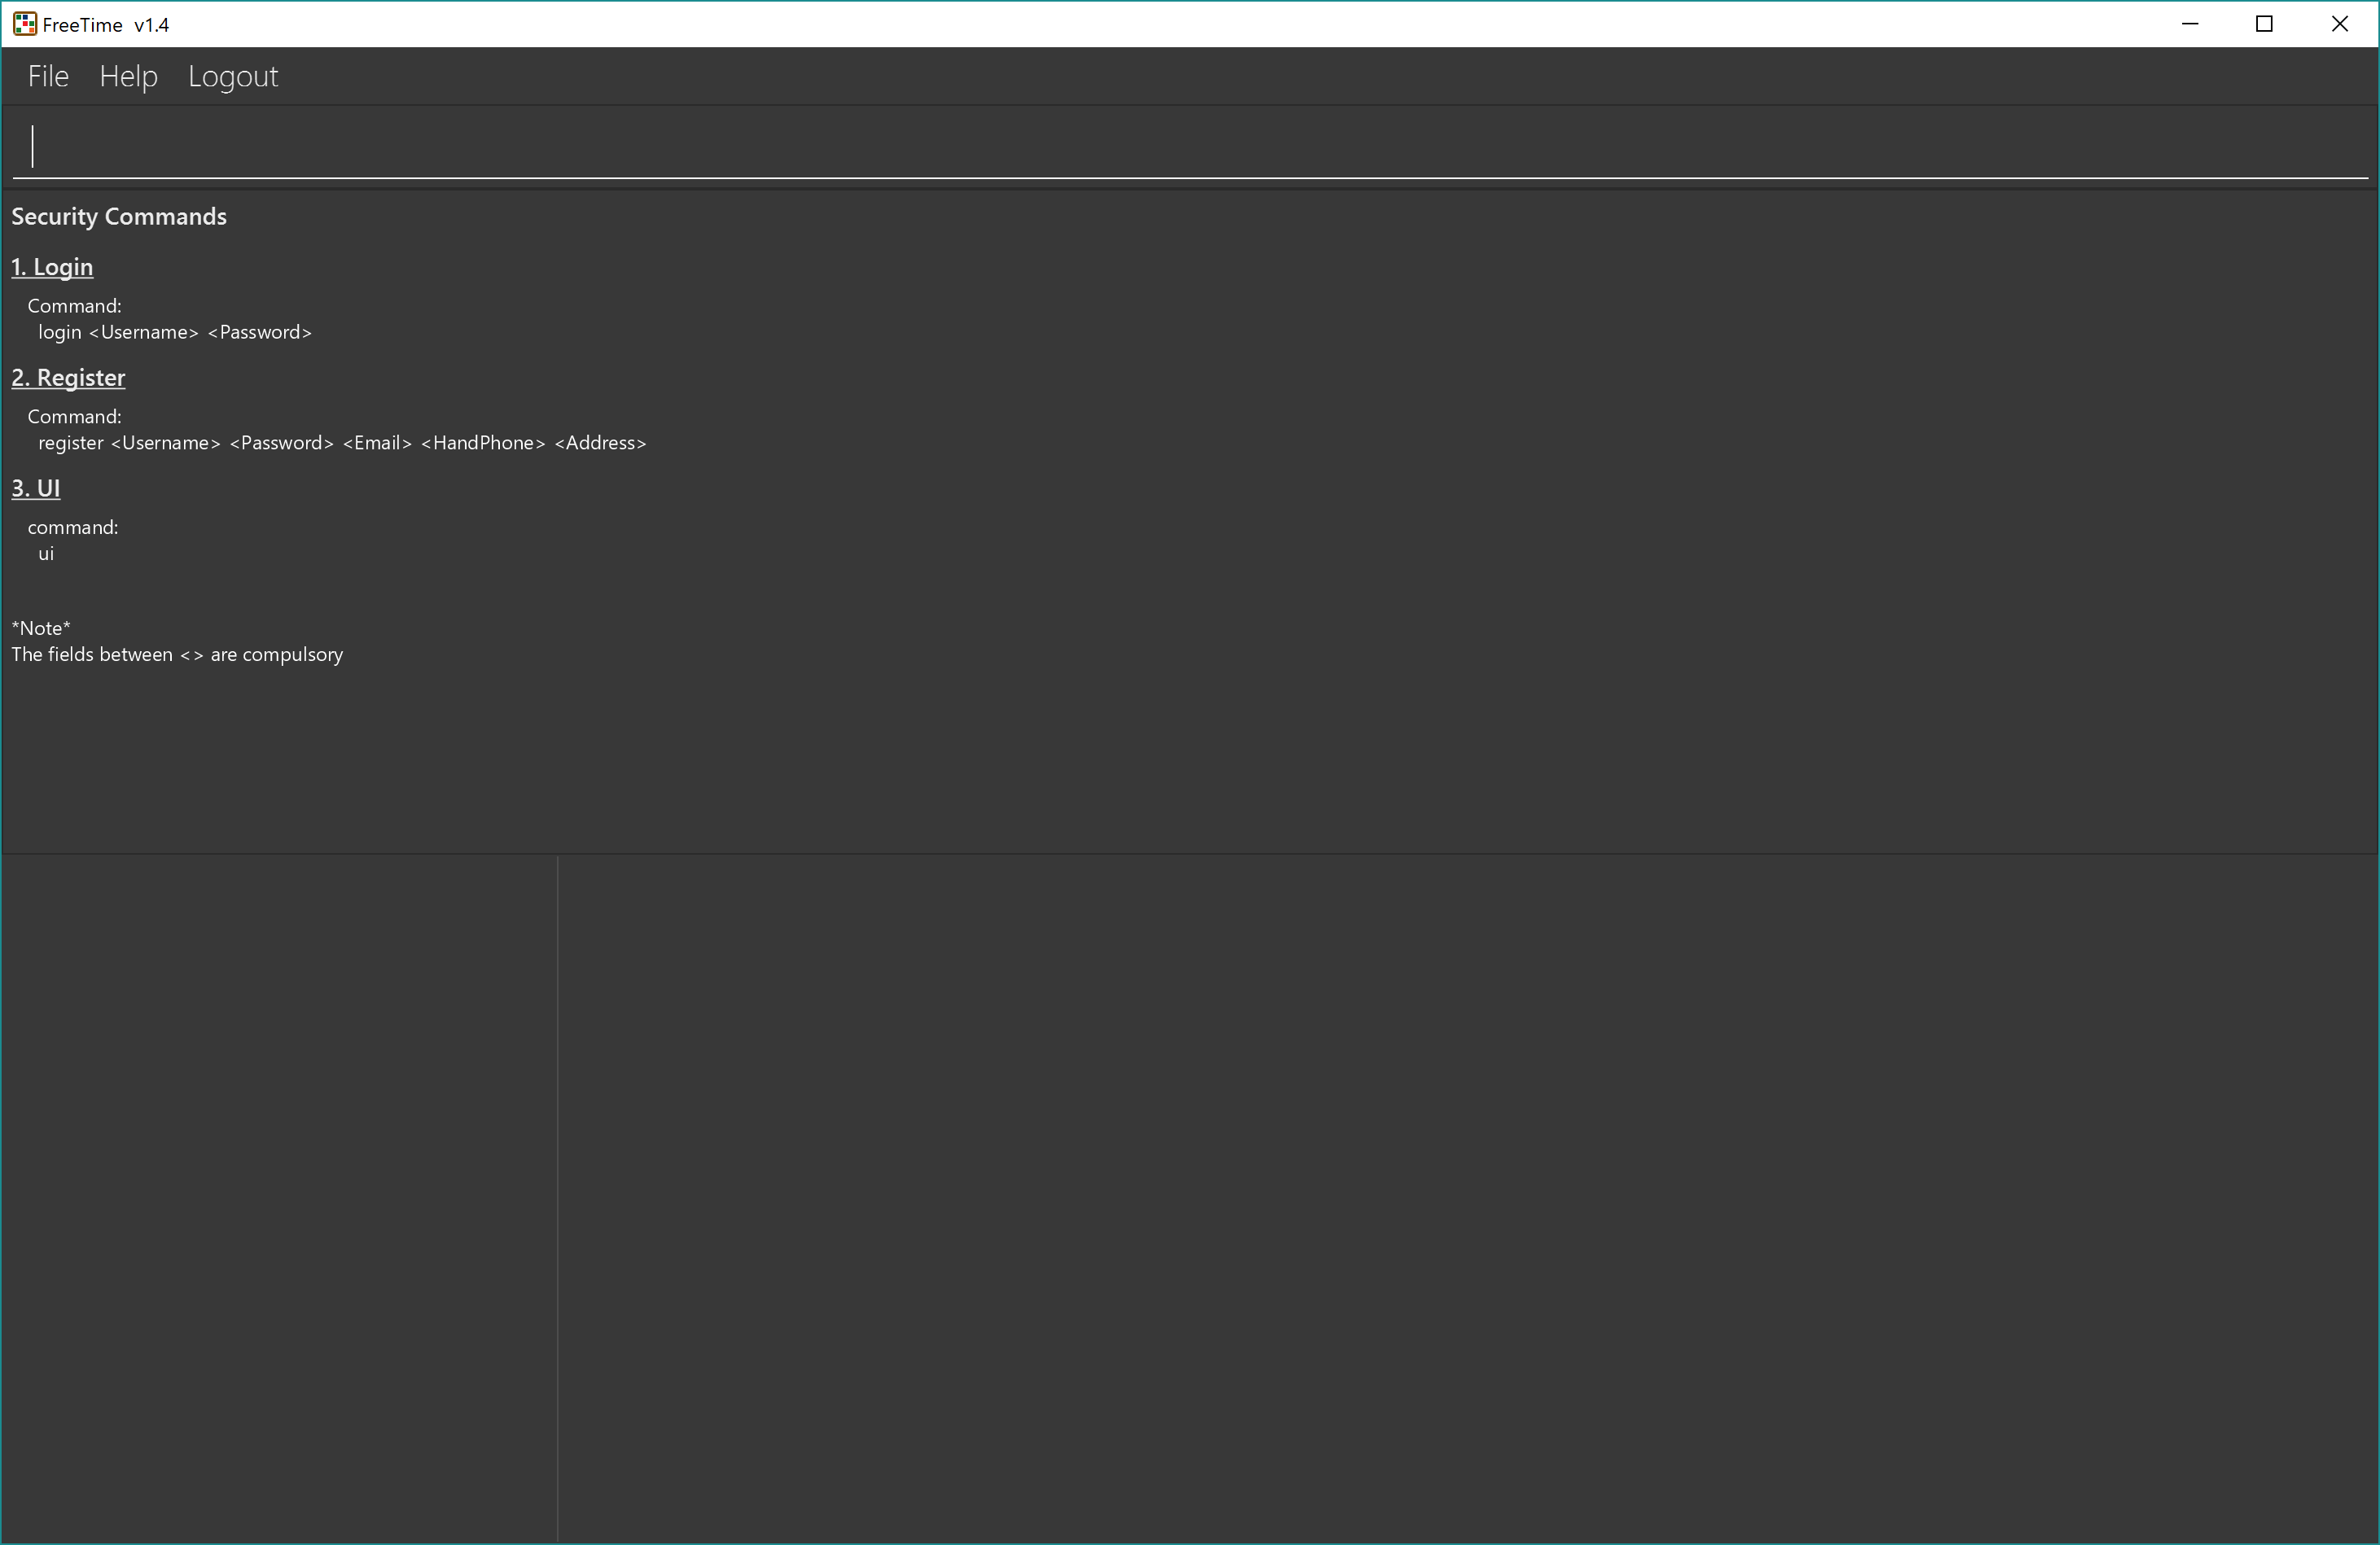 FreeTime  v1.4
File  Help  Logout
Security Commands
1. Login
Command:
login <Username> <Password>
2. Register
Command:
register <Username> <Password> <Email> <HandPhone> <Address>
3. UI
command:
ui
*Note*
The fields between <> are compulsory